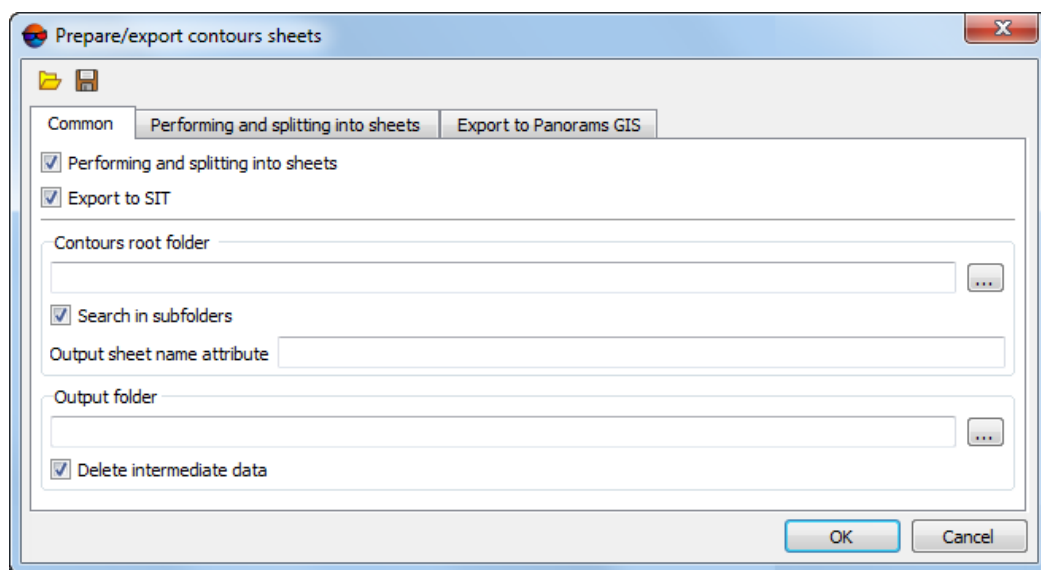 Prepare/export contours sheets
Common Performing and splitting into sheets Export to Panorams GIS
Performing and splitting into sheets
Export to SIT
Contours root folder
...
Search in subfolders
Output sheet name attribute
Output folder
...
Delete intermediate data
OK Cancel